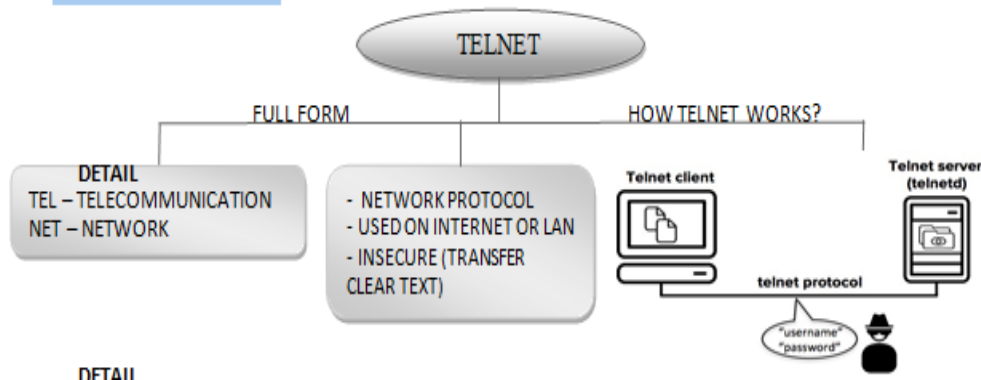 TELNET
FULL FORM
HOW TELNET WORKS?
DETAIL
TEL – TELECOMMUNICATION
NET – NETWORK
- NETWORK PROTOCOL
- USED ON INTERNET OR LAN
- INSECURE (TRANSFER
CLEAR TEXT)
Telnet client
Telnet server
(telnetd)
telnet protocol
"username"
"password"
DETAIL